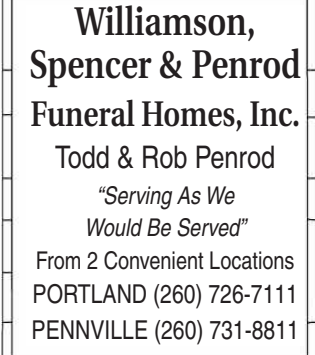 Williamson,
Spencer & Penrod
Funeral Homes, Inc.
Todd & Rob Penrod
“Serving As We
Would Be Served”
From 2 Convenient Locations
PORTLAND (260) 726-7111
PENNVILLE (260) 731-8811